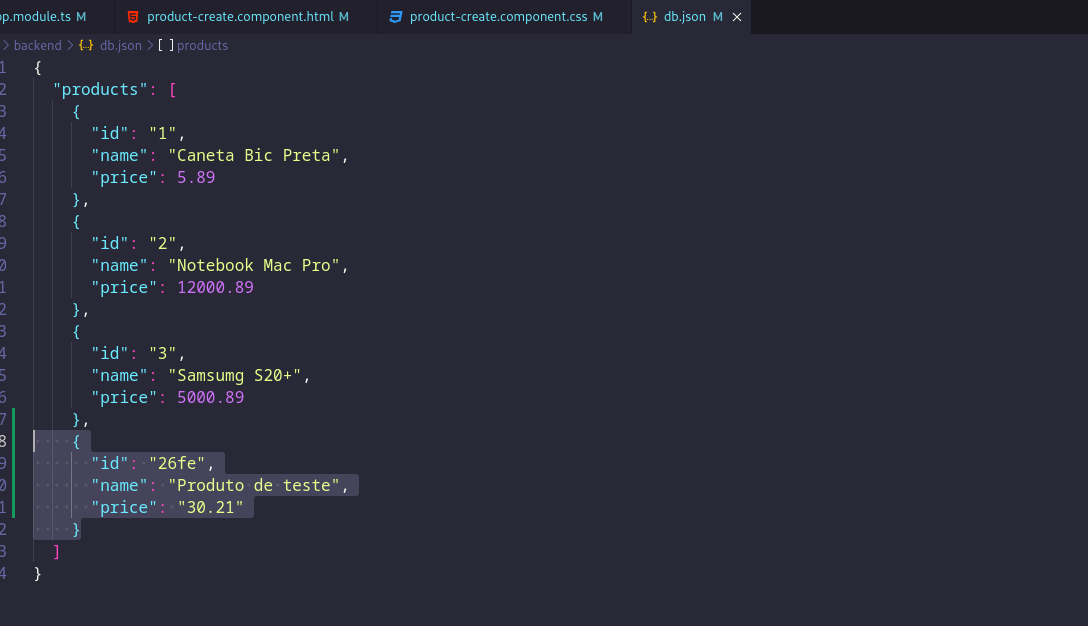 op.module.ts M product-create.component.html M product-create.component.css M {..} db.json M
backend > {..} db.json > [ ] products
1 {
2 "products": [
3 {
4 "id": "1",
5 "name": "Caneta Bic Preta",
6 "price": 5.89
7 },
8 {
9 "id": "2",
0 "name": "Notebook Mac Pro",
1 "price": 12000.89
2 },
3 {
4 "id": "3",
5 "name": "Samsumg S20+",
6 "price": 5000.89
7 },
8 {
9 "id": "26fe",
0 "name": "Produto de teste",
1 "price": "30.21"
2 }
3 ]
4 }